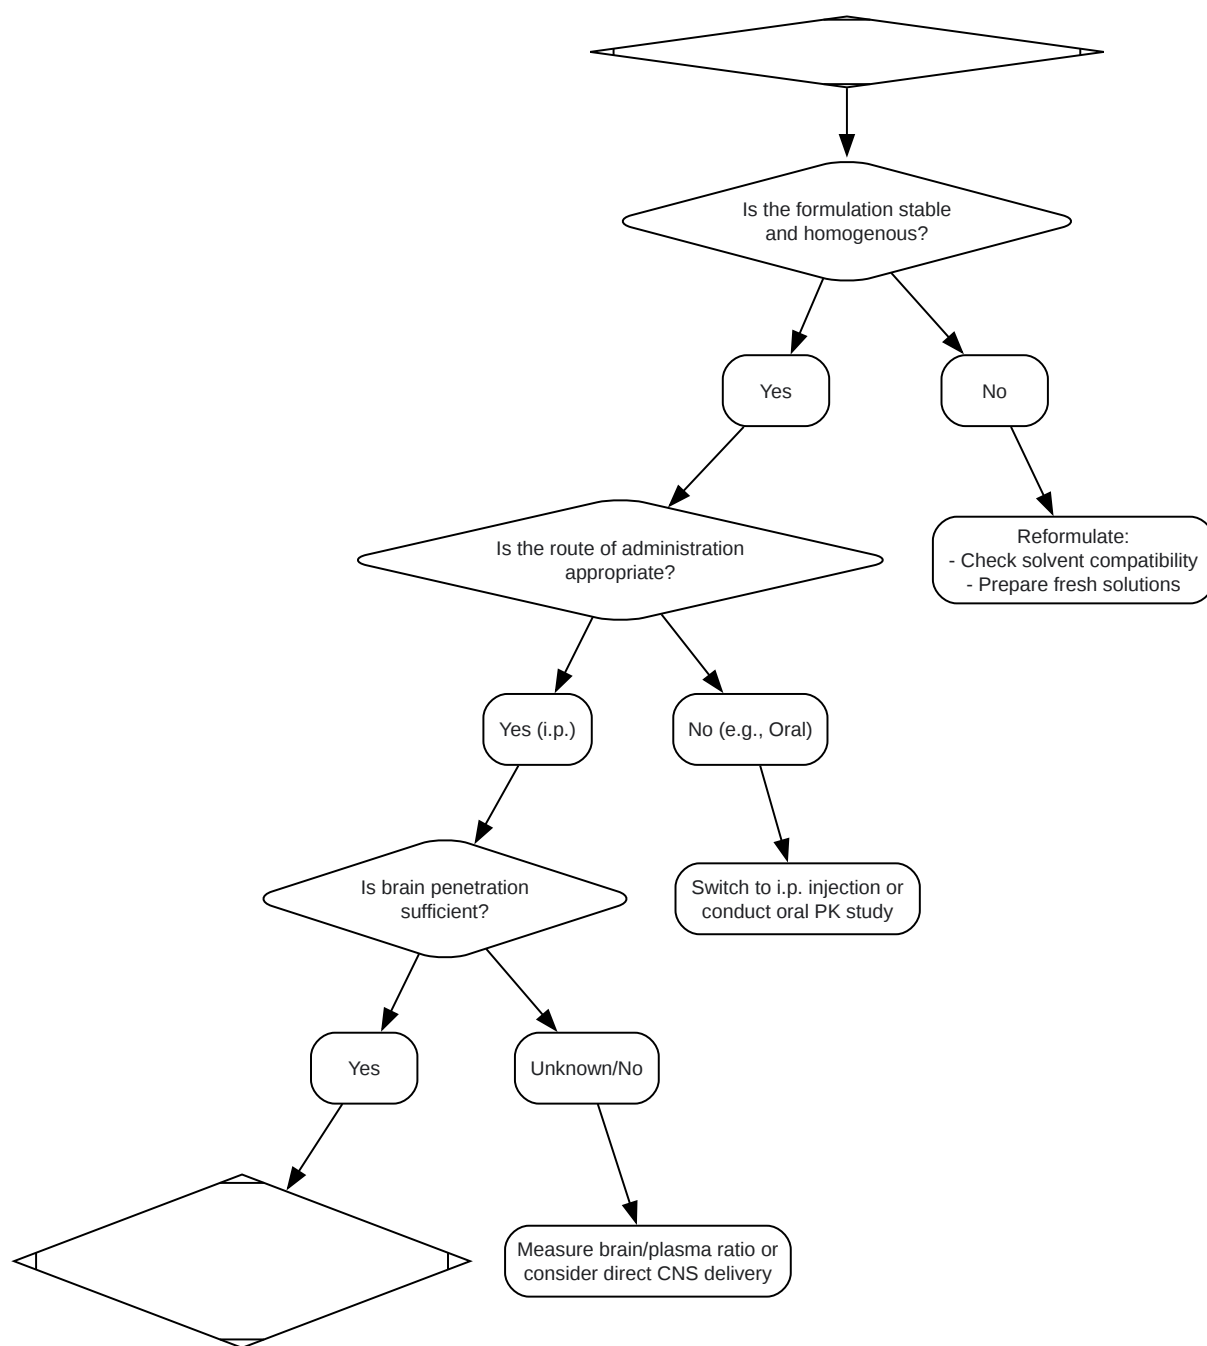 Is the formulation stable
and homogenous?
Yes
No
Reformulate:
- Check solvent compatibility
- Prepare fresh solutions
Is the route of administration
appropriate?
Yes (i.p.)
No (e.g., Oral)
Switch to i.p. injection or
conduct oral PK study
Is brain penetration
sufficient?
Yes
Unknown/No
Measure brain/plasma ratio or
consider direct CNS delivery